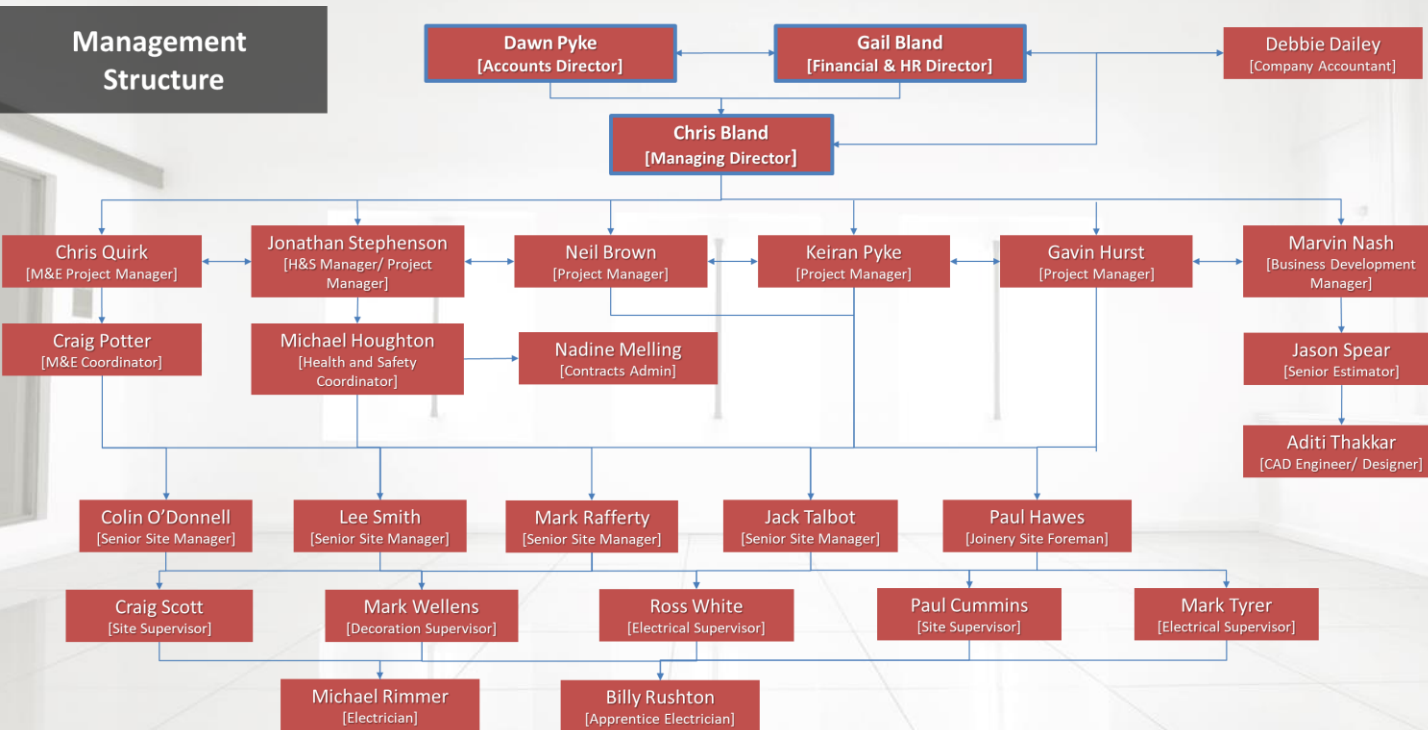 Management
Structure
Dawn Pyke
[Accounts Director]
Gail Bland
[Financial & HR Director]
Debbie Dailey
[Company Accountant]
Chris Bland
[Managing Director]
Chris Quirk
[M&E Project Manager]
Jonathan Stephenson
[H&S Manager/ Project
Manager]
Neil Brown
[Project Manager]
Keiran Pyke
[Project Manager]
Gavin Hurst
[Project Manager]
Marvin Nash
[Business Development
Manager]
Craig Potter
[M&E Coordinator]
Michael Houghton
[Health and Safety
Coordinator]
Nadine Melling
[Contracts Admin]
Jason Spear
[Senior Estimator]
Aditi Thakkar
[CAD Engineer/ Designer]
Colin O’Donnell
[Senior Site Manager]
Lee Smith
[Senior Site Manager]
Mark Rafferty
[Senior Site Manager]
Jack Talbot
[Senior Site Manager]
Paul Hawes
[Joinery Site Foreman]
Craig Scott
[Site Supervisor]
Mark Wellens
[Decoration Supervisor]
Ross White
[Electrical Supervisor]
Paul Cummins
[Site Supervisor]
Mark Tyrer
[Electrical Supervisor]
Michael Rimmer
[Electrician]
Billy Rushton
[Apprentice Electrician]